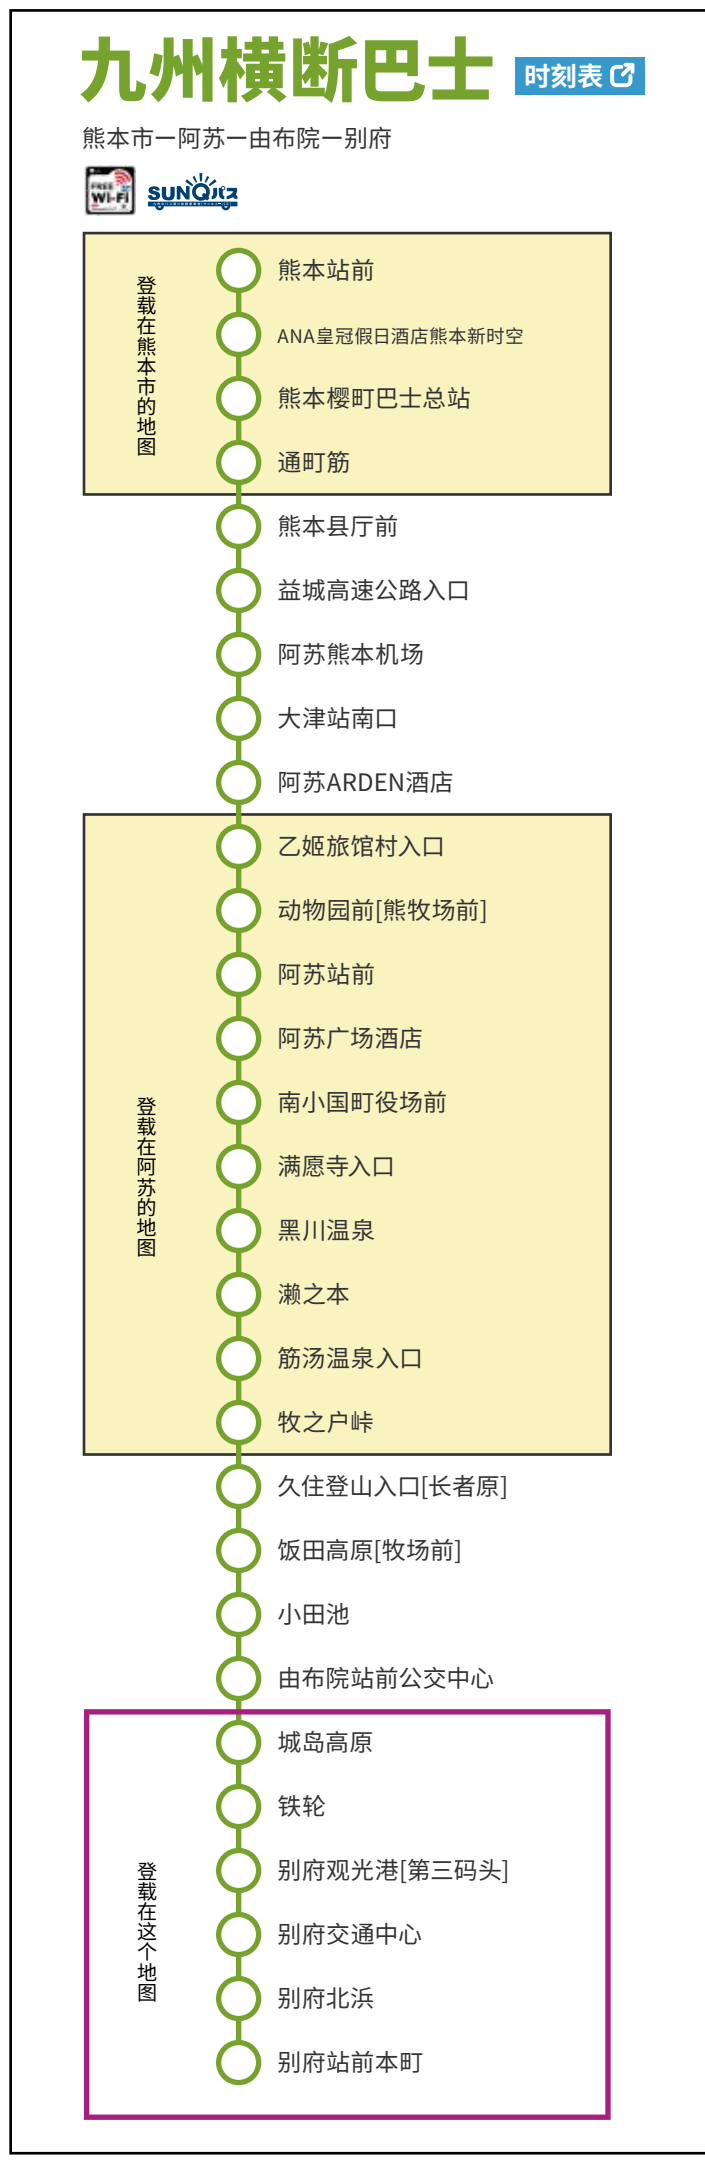 九州横断巴士
时刻表
熊本市ー阿苏ー由布院ー别府
FREE
Wi-Fi
SUNQパス
登载在熊本市的地图
熊本站前
ANA皇冠假日酒店熊本新时空
熊本樱町巴士总站
通町筋
熊本县厅前
益城高速公路入口
阿苏熊本机场
大津站南口
阿苏ARDEN酒店
登载在阿苏的地图
乙姬旅馆村入口
动物园前[熊牧场前]
阿苏站前
阿苏广场酒店
南小国町役场前
满愿寺入口
黑川温泉
濑之本
筋汤温泉入口
牧之户峠
久住登山入口[长者原]
饭田高原[牧场前]
小田池
由布院站前公交中心
登载在这个地图
城岛高原
铁轮
别府观光港[第三码头]
别府交通中心
别府北浜
别府站前本町